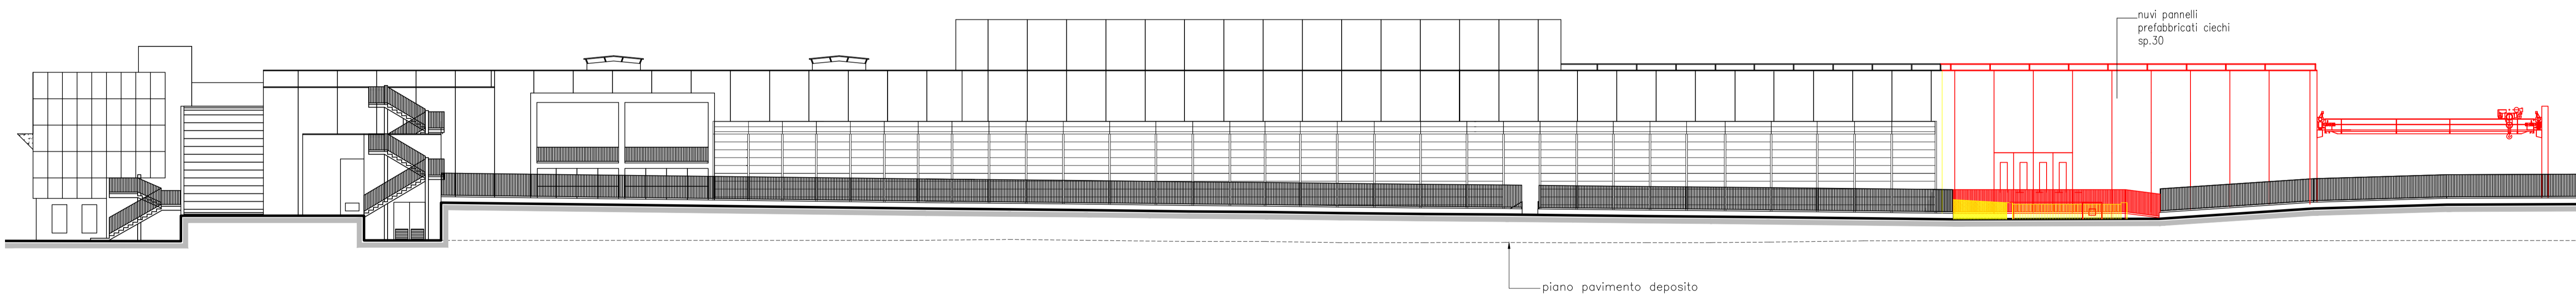 nuvi pannelli
prefabbricati ciechi
sp.30
piano pavimento deposito